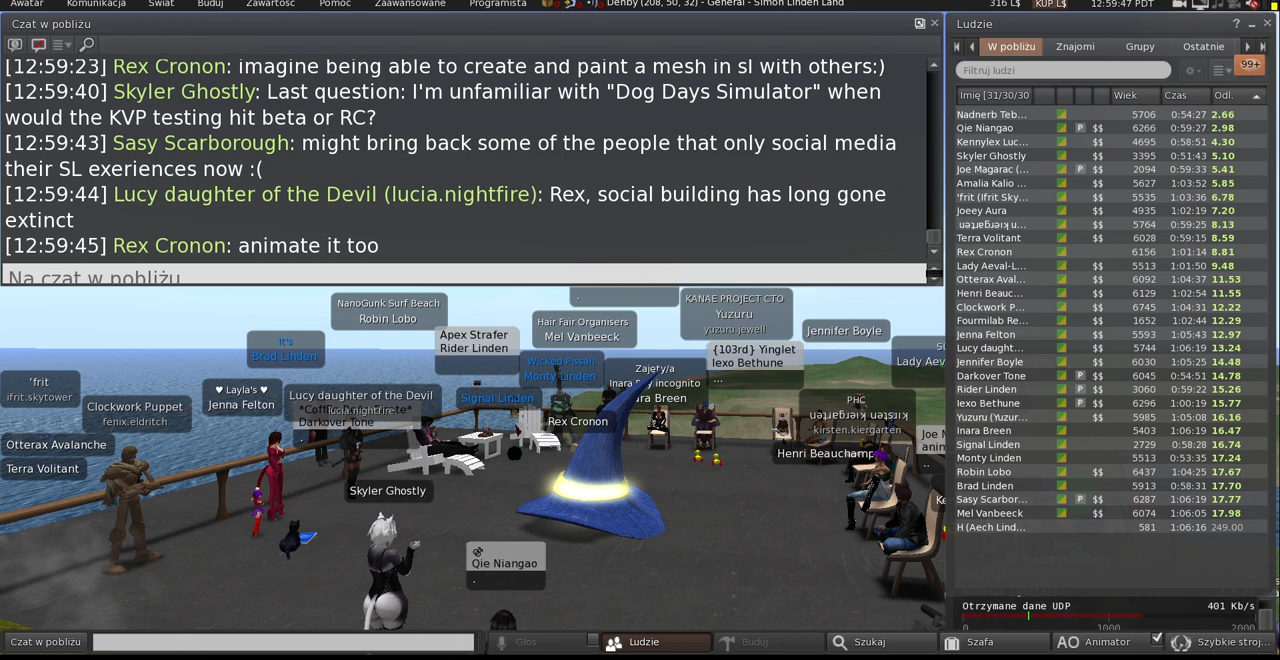 Awatar Komunikacja Świat Buduj Zawartość Pomoc Zaawansowane Programista Denby (208, 50, 32) - General - Simon Linden Land 316 L$ KUP L$ 12:59:47 PDT
Czat w pobliżu
[12:59:23] Rex Cronon: imagine being able to create and paint a mesh in sl with others:)
[12:59:40] Skyler Ghostly: Last question: I'm unfamiliar with "Dog Days Simulator" when
would the KVP testing hit beta or RC?
[12:59:43] Sasy Scarborough: might bring back some of the people that only social media
their SL exeriences now :(
[12:59:44] Lucy daughter of the Devil (lucia.nightfire): Rex, social building has long gone
extinct
[12:59:45] Rex Cronon: animate it too
Na czat w pobliżu
NanoGunk Surf Beach
Robin Lobo
Hair Fair Organisers
Mel Vanbeeck
KANAE PROJECT CTO
Yuzuru
yuzuru.jewell
Jennifer Boyle
It's
Brad Linden
Apex Strafer
Rider Linden
{103rd} Yinglet
Iexo Bethune
...
Lady Aev
Wicked Pissah
Monty Linden
Zajęty/a
Inara B incognito
ara Breen
'frit
ifrit.skytower
♥ Layla's ♥
Jenna Felton
Lucy daughter of the Devil
lucia.nightfire
Darkover Tone
Signal Linden
Clockwork Puppet
fenix.eldritch
Rex Cronon
PHC
uǝʇɹɐƃɹǝıʞ uǝʇsɹıʞ
kirsten.kiergarten
Otterax Avalanche
Henri Beauchamp
Joe M
anim
Terra Volitant
Skyler Ghostly
Ke
Qie Niangao
.
Ludzie
W pobliżu Znajomi Grupy Ostatnie
99+
Filtruj ludzi
Imię [31/30/30 Wiek Czas Odl.
Nadnerb Teb... 5706 0:54:27 2.66
Qie Niangao P $$ 6266 0:59:27 2.98
Kennylex Luc... $$ 4695 0:58:51 4.30
Skyler Ghostly $$ 3395 0:51:43 5.10
Joe Magarac (... P $$ 2094 0:59:33 5.41
Amalia Kalio ... $$ 5627 1:03:52 5.85
'frit (Ifrit Sky... $$ 5535 1:03:36 6.78
Joeey Aura $$ 4935 1:02:19 7.20
uǝʇɹɐƃɹǝıʞ u... $$ 5764 0:59:25 8.13
Terra Volitant $$ 6028 0:59:15 8.59
Rex Cronon 6156 1:01:14 8.81
Lady Aeval-L... $$ 5513 1:01:50 9.48
Otterax Aval... $$ 6092 1:04:37 11.53
Henri Beauc... $$ 6129 1:02:54 11.55
Clockwork P... $$ 6745 1:04:31 12.22
Fourmilab Re... $$ 1652 1:02:44 12.29
Jenna Felton $$ 5593 1:05:43 12.97
Lucy daught... $$ 5744 1:06:19 13.24
Jennifer Boyle $$ 6030 1:05:25 14.48
Darkover Tone P $$ 6045 0:54:51 14.78
Rider Linden P $$ 3060 0:59:22 15.26
Iexo Bethune P $$ 6296 1:00:19 15.77
Yuzuru (Yuzur... $$ 5985 1:05:08 16.16
Inara Breen 5403 1:06:19 16.47
Signal Linden 2729 0:58:28 16.74
Monty Linden 5513 0:53:35 17.24
Robin Lobo $$ 6437 1:04:25 17.67
Brad Linden 5913 0:58:31 17.70
Sasy Scarbor... P $$ 6287 1:06:19 17.77
Mel Vanbeeck $$ 6074 1:06:05 17.98
H (Aech Lind... 581 1:06:16 249.00
Otrzymane dane UDP 401 Kb/s
0 1000 2000
Czat w pobliżu Głos Ludzie Buduj Szukaj Szafa AO Animator Szybkie stroj...